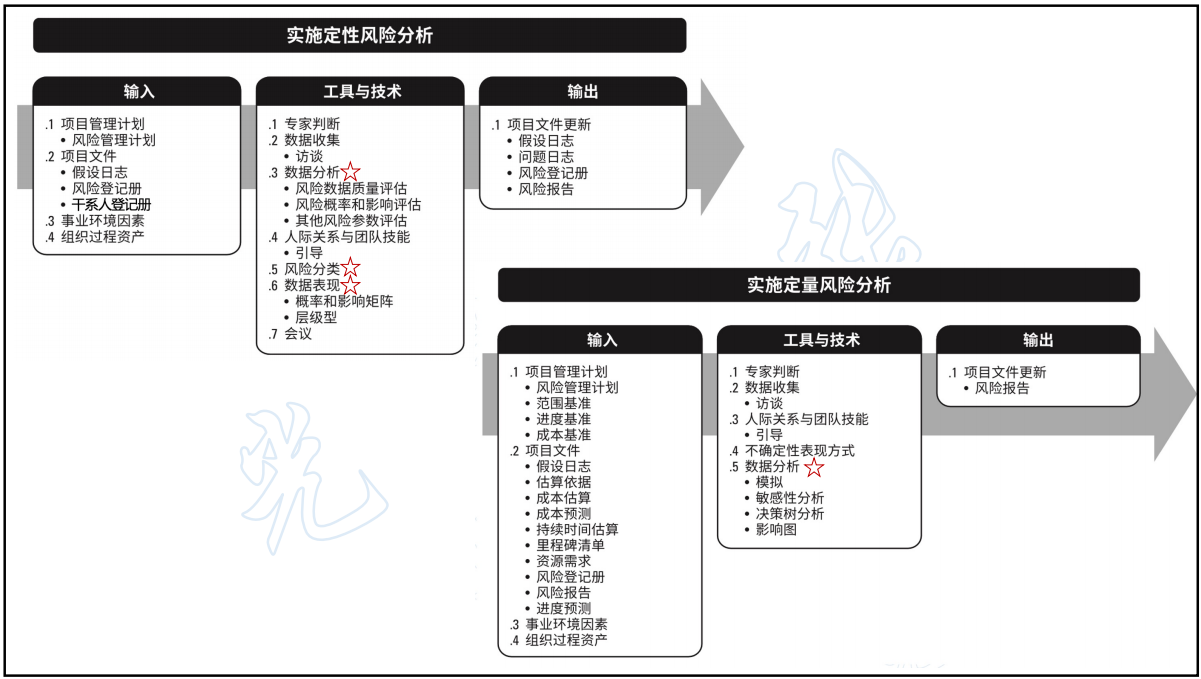 实施定性风险分析
输入
.1 项目管理计划
• 风险管理计划
.2 项目文件
• 假设日志
• 风险登记册
• 干系人登记册
.3 事业环境因素
.4 组织过程资产
工具与技术
.1 专家判断
.2 数据收集
• 访谈
.3 数据分析
• 风险数据质量评估
• 风险概率和影响评估
• 其他风险参数评估
.4 人际关系与团队技能
• 引导
.5 风险分类
.6 数据表现
• 概率和影响矩阵
• 层级型
.7 会议
输出
.1 项目文件更新
• 假设日志
• 问题日志
• 风险登记册
• 风险报告
实施定量风险分析
输入
.1 项目管理计划
• 风险管理计划
• 范围基准
• 进度基准
• 成本基准
.2 项目文件
• 假设日志
• 估算依据
• 成本估算
• 成本预测
• 持续时间估算
• 里程碑清单
• 资源需求
• 风险登记册
• 风险报告
• 进度预测
.3 事业环境因素
.4 组织过程资产
工具与技术
.1 专家判断
.2 数据收集
• 访谈
.3 人际关系与团队技能
• 引导
.4 不确定性表现方式
.5 数据分析
• 模拟
• 敏感性分析
• 决策树分析
• 影响图
输出
.1 项目文件更新
• 风险报告